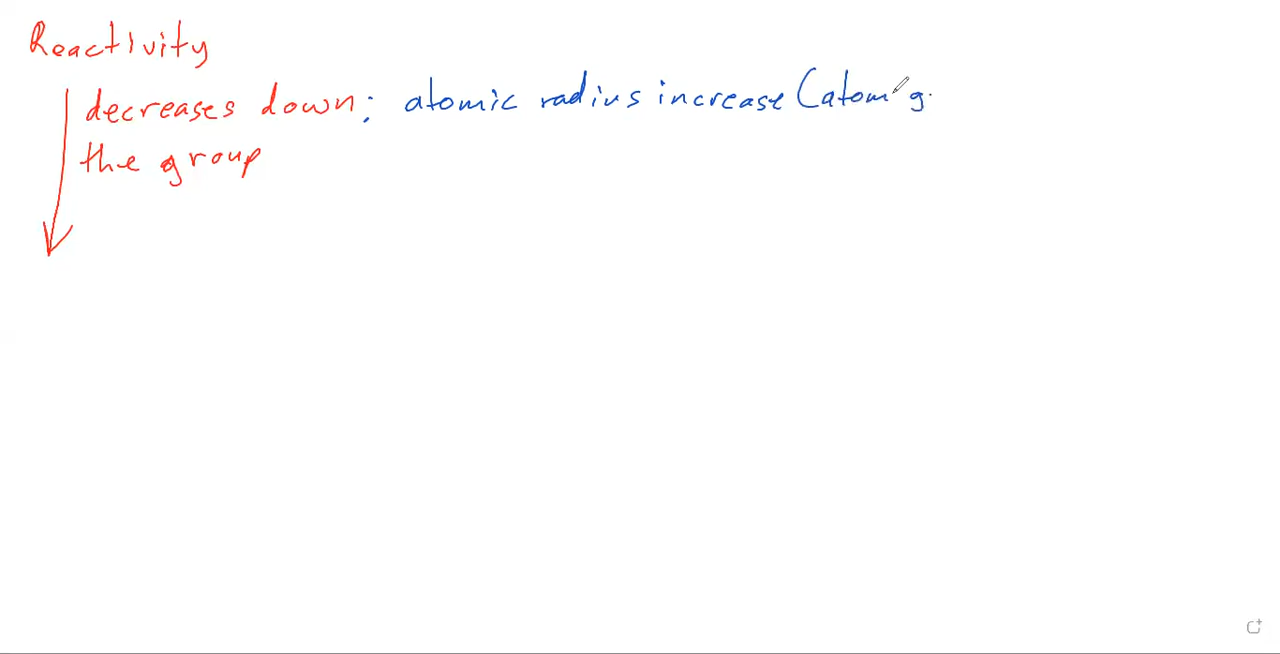 Reactivity
decreases down; atomic radius increase (atom g
the group